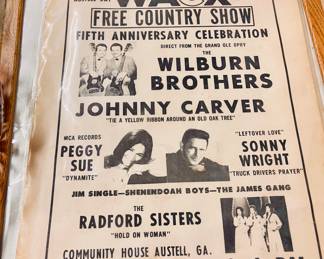 FREE COUNTRY SHOW
FIFTH ANNIVERSARY CELEBRATION
DIRECT FROM THE GRAND OLE OPRY
THE
WILBURN
BROTHERS
JOHNNY CARVER
"TIE A YELLOW RIBBON AROUND AN OLD OAK TREE"
MCA RECORDS
PEGGY
SUE
"DYNAMITE"
"LEFTOVER LOVE"
SONNY
WRIGHT
"TRUCK DRIVERS PRAYER"
JIM SINGLE—SHENENDOAH BOYS—THE JAMES GANG
THE
RADFORD SISTERS
"HOLD ON WOMAN"
COMMUNITY HOUSE AUSTELL, GA.